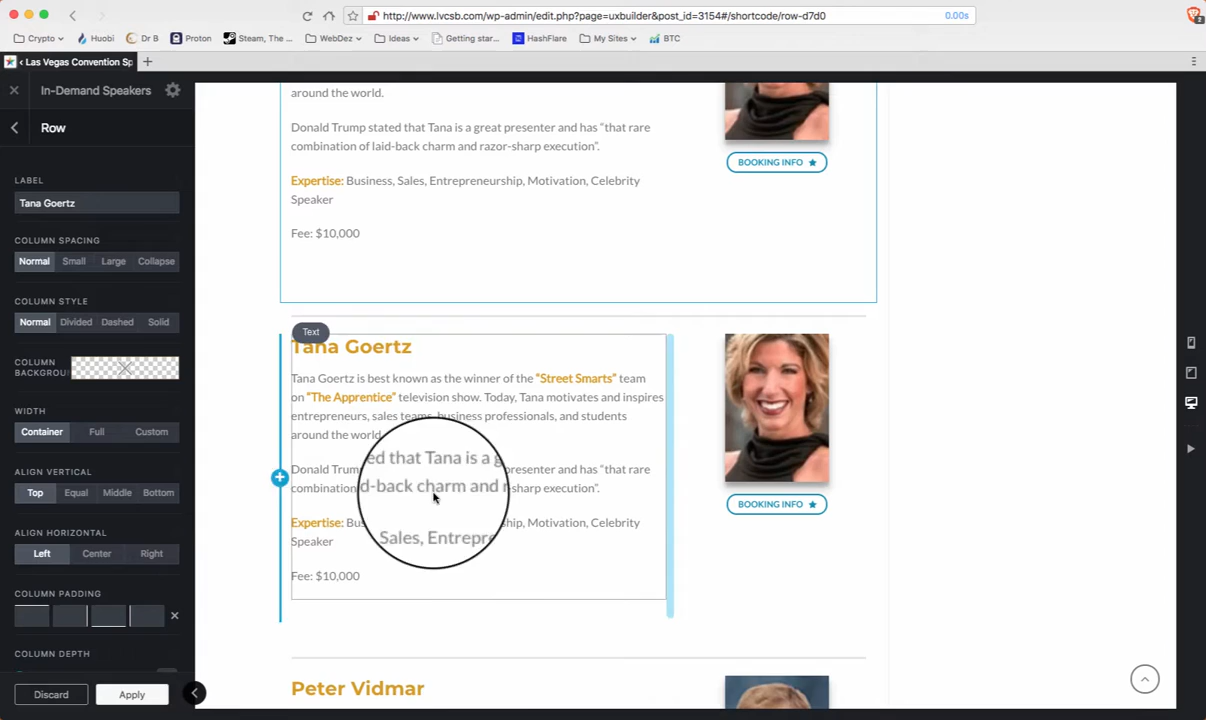 http://www.lvcsb.com/wp-admin/edit.php?page=uxbuilder&post_id=3154#/shortcode/row-d7d0
0.00s
2
Crypto
Huobi
Dr B
Proton
Steam, The ...
WebDez
Ideas
Getting star...
HashFlare
My Sites
BTC
‹ Las Vegas Convention Sp
In-Demand Speakers
Row
LABEL
Tana Goertz
COLUMN SPACING
Normal Small Large Collapse
COLUMN STYLE
Normal Divided Dashed Solid
COLUMN
BACKGROU
WIDTH
Container Full Custom
ALIGN VERTICAL
Top Equal Middle Bottom
ALIGN HORIZONTAL
Left Center Right
COLUMN PADDING
COLUMN DEPTH
Discard Apply
around the world.
Donald Trump stated that Tana is a great presenter and has “that rare
combination of laid-back charm and razor-sharp execution”.
Expertise: Business, Sales, Entrepreneurship, Motivation, Celebrity
Speaker
Fee: $10,000
BOOKING INFO
Text
Tana Goertz
Tana Goertz is best known as the winner of the “Street Smarts” team
on “The Apprentice” television show. Today, Tana motivates and inspires
entrepreneurs, sales teams, business professionals, and students
around the world
Donald Trum ed that Tana is a g presenter and has “that rare
combination d-back charm and r sharp execution”.
Expertise: Bus Sales, Entrepre ship, Motivation, Celebrity
Speaker
Fee: $10,000
BOOKING INFO
Peter Vidmar